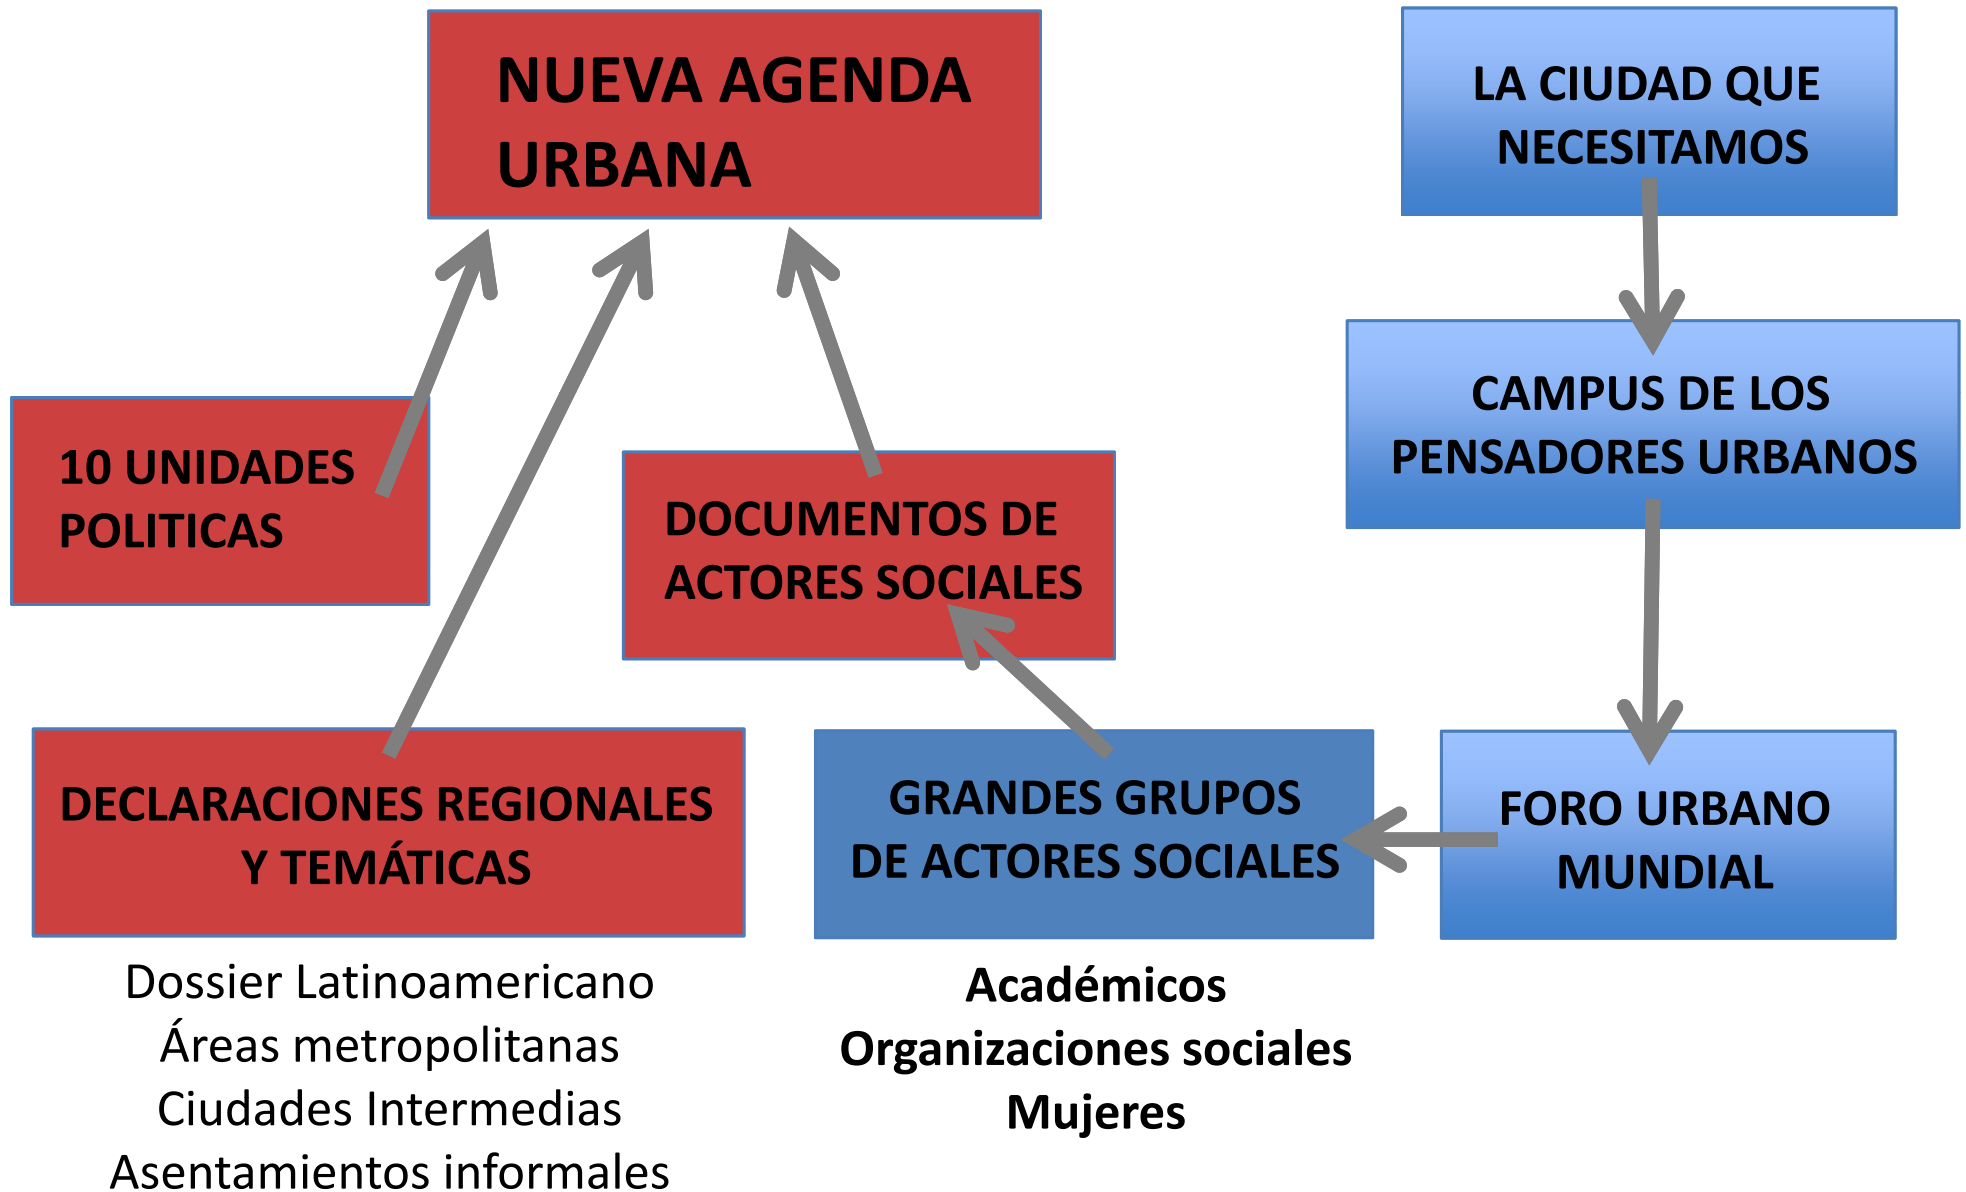 NUEVA AGENDA
URBANA
LA CIUDAD QUE
NECESITAMOS
10 UNIDADES
POLITICAS
DOCUMENTOS DE
ACTORES SOCIALES
CAMPUS DE LOS
PENSADORES URBANOS
DECLARACIONES REGIONALES
Y TEMÁTICAS
GRANDES GRUPOS
DE ACTORES SOCIALES
FORO URBANO
MUNDIAL
Dossier Latinoamericano
Áreas metropolitanas
Ciudades Intermedias
Asentamientos informales
Académicos
Organizaciones sociales
Mujeres